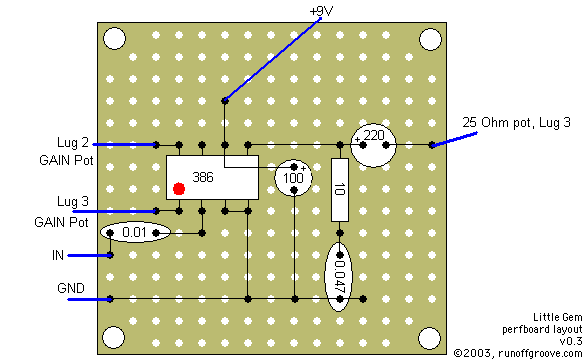 +9V
25 Ohm pot, Lug 3
+ 220
Lug 2
GAIN Pot
386
+
100
10
Lug 3
GAIN Pot
0.01
IN
0.047
GND
Little Gem
perfboard layout
v0.3
©2003, runoffgroove.com